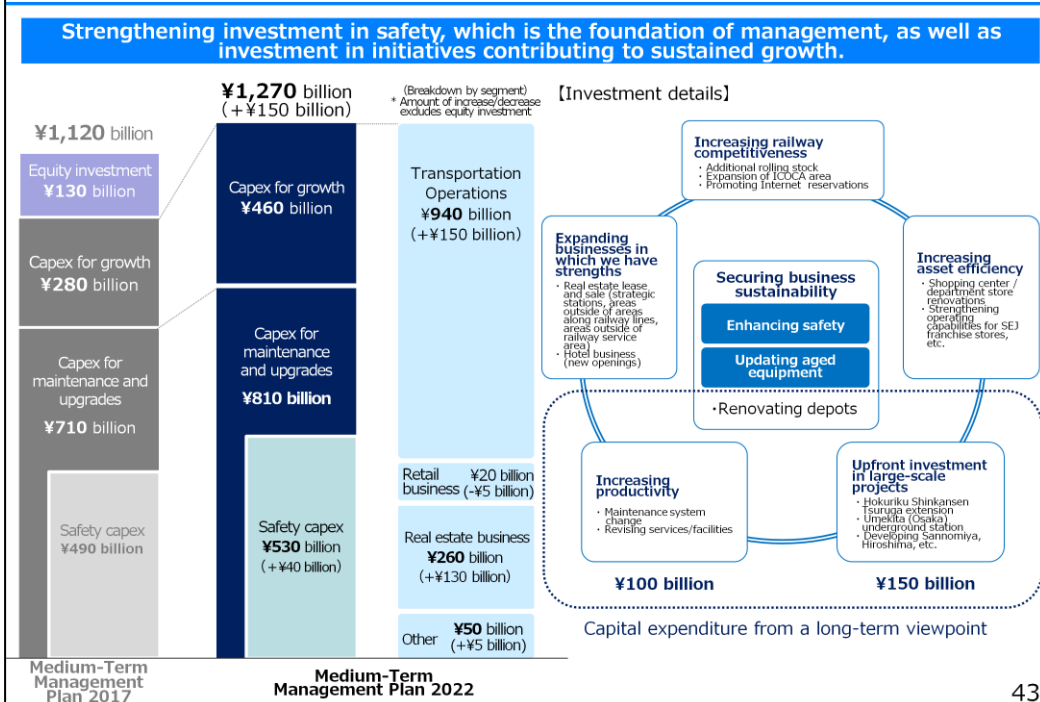 Strengthening investment in safety, which is the foundation of management, as well as
investment in initiatives contributing to sustained growth.
¥1,120 billion
Equity investment
¥130 billion
Capex for growth
¥280 billion
Capex for
maintenance and
upgrades
¥710 billion
Safety capex
¥490 billion
Medium-Term
Management
Plan 2017
¥1,270 billion
(+¥150 billion)
Capex for growth
¥460 billion
Capex for
maintenance
and upgrades
¥810 billion
Safety capex
¥530 billion
(+¥40 billion)
Medium-Term
Management Plan 2022
(Breakdown by segment)
* Amount of increase/decrease
excludes equity investment
Transportation
Operations
¥940 billion
(+¥150 billion)
Retail ¥20 billion
business (-¥5 billion)
Real estate business
¥260 billion
(+¥130 billion)
Other ¥50 billion
(+¥5 billion)
【Investment details】
Increasing railway
competitiveness
・Additional rolling stock
・Expansion of ICOCA area
・Promoting Internet reservations
Expanding
businesses in
which we have
strengths
・Real estate lease
and sale (strategic
stations, areas
outside of areas
along railway lines,
areas outside of
railway service
area)
・Hotel business
(new openings)
Securing business
sustainability
Enhancing safety
Updating aged
equipment
・Renovating depots
Increasing
asset efficiency
・Shopping center /
department store
renovations
・Strengthening
operating
capabilities for SEJ
franchise stores,
etc.
Increasing
productivity
・Maintenance system
change
・Revising services/facilities
¥100 billion
Upfront investment
in large-scale
projects
・Hokuriku Shinkansen
Tsuruga extension
・Umekita (Osaka)
underground station
・Developing Sannomiya,
Hiroshima, etc.
¥150 billion
Capital expenditure from a long-term viewpoint
43